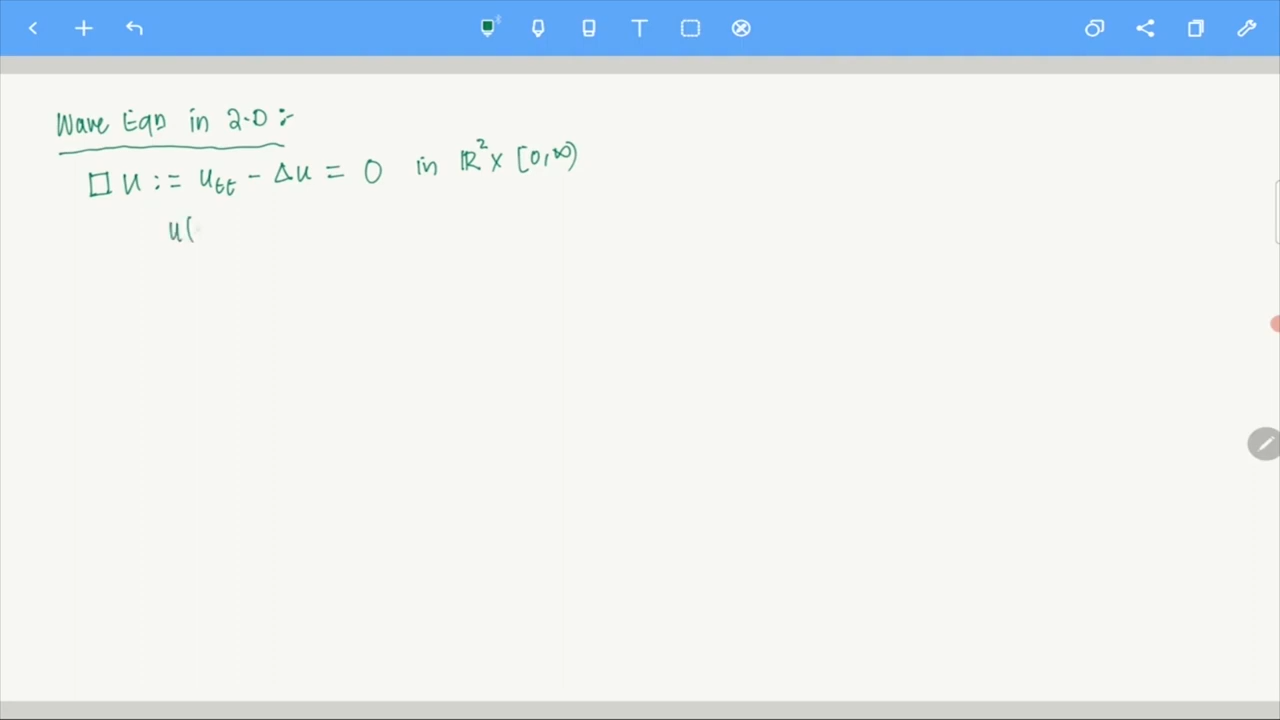 Wave Eqn in 2-D :-
□ u := u_tt - Δu = 0 in ℝ² × [0,∞)
u(